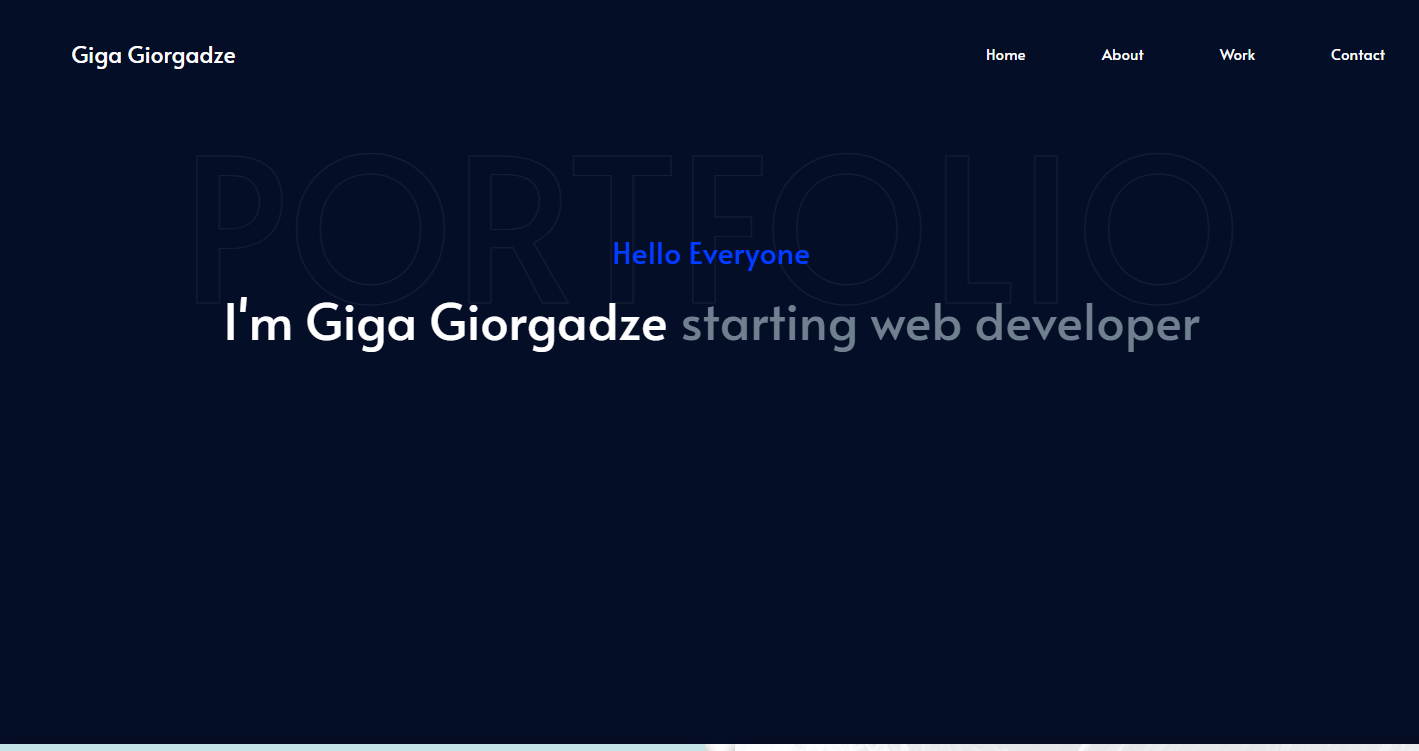 Giga Giorgadze
Home About Work Contact
PORTFOLIO
Hello Everyone
I'm Giga Giorgadze starting web developer